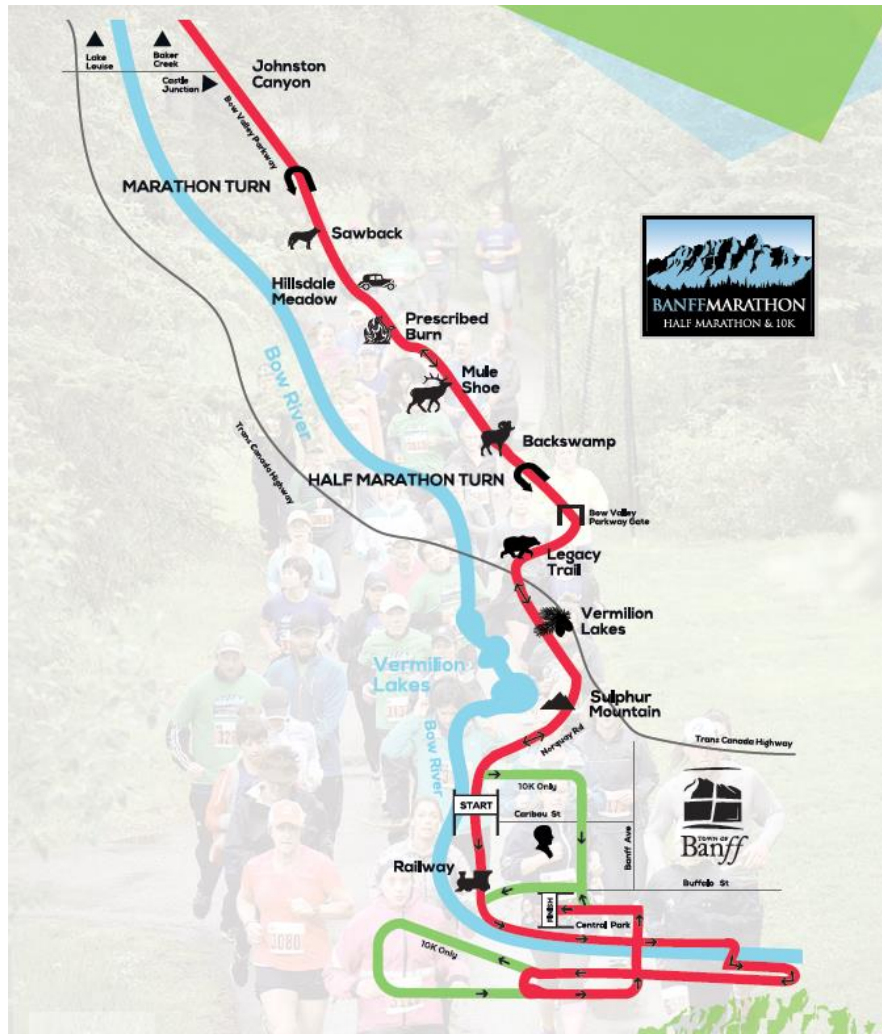 Lake
Louise
Baker
Creek
Castle
Junction
Johnston
Canyon
Bow Valley Parkway
MARATHON TURN
Sawback
Hillsdale
Meadow
Prescribed
Burn
Mule
Shoe
Backswamp
HALF MARATHON TURN
Bow Valley
Parkway Gate
Legacy
Trail
Vermilion
Lakes
Sulphur
Mountain
Bow River
Trans Canada Highway
Vermilion
Lakes
Bow River
Norquay Rd
Trans Canada Highway
BANFFMARATHON
HALF MARATHON & 10K
10K Only
START
Caribou St
Banff Ave
TOWN OF
Banff
Railway
Buffalo St
FINISH
Central Park
10K Only
3080